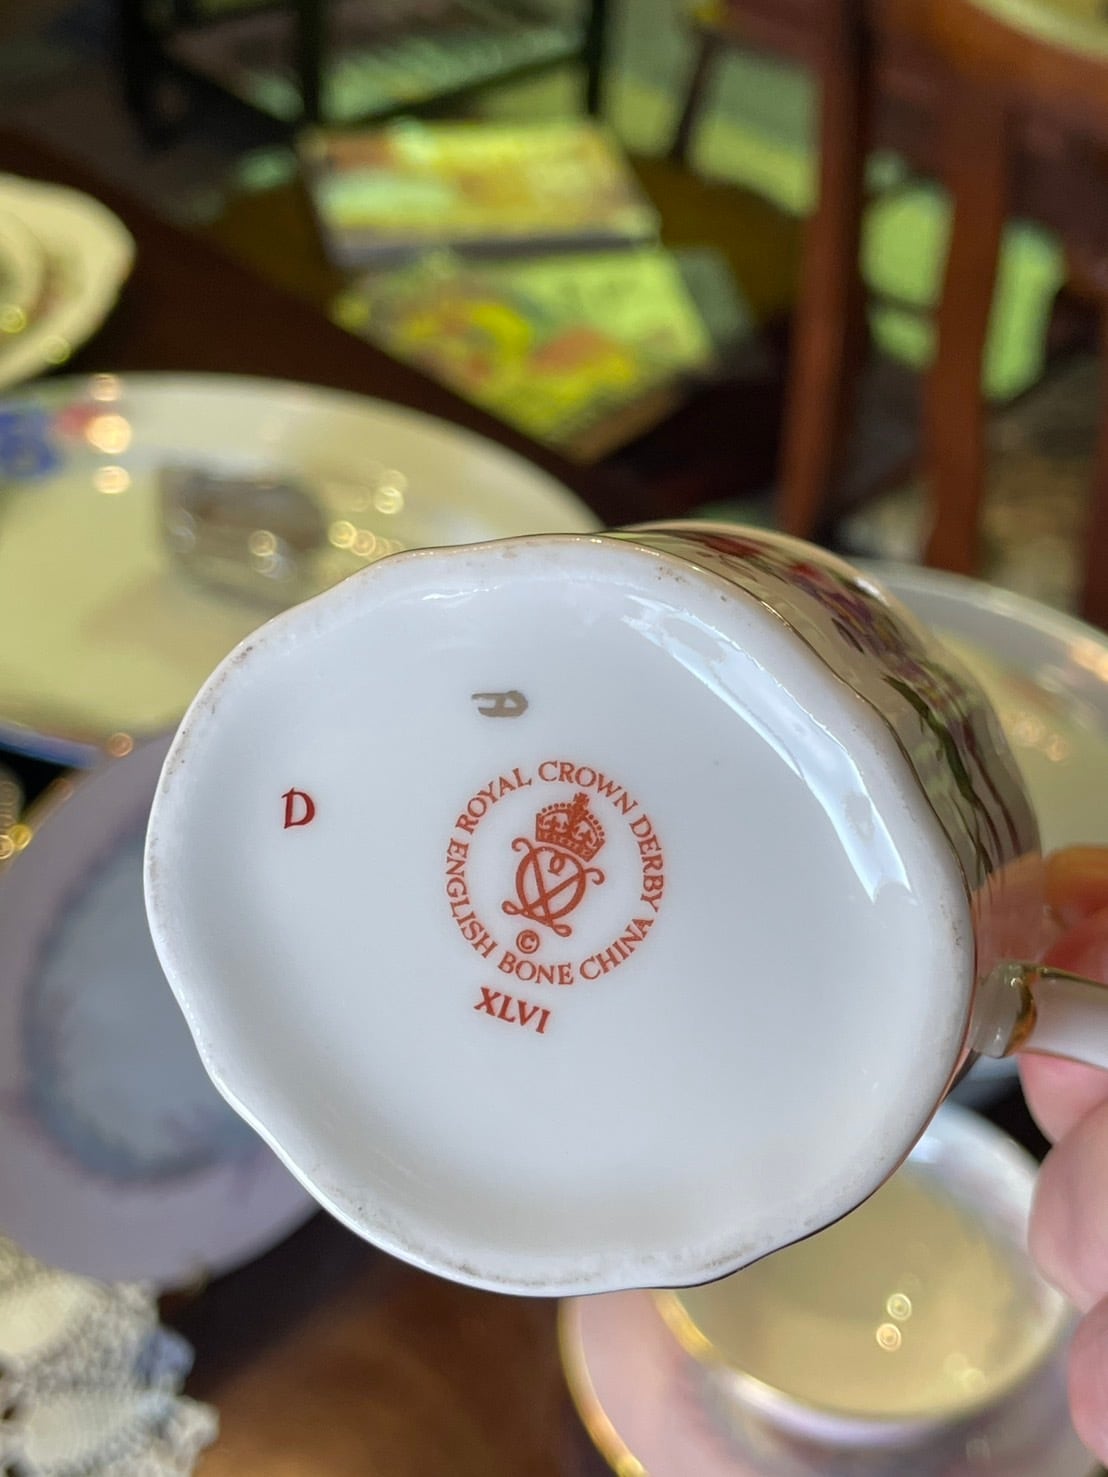 A
D
ROYAL CROWN DERBY
©
ENGLISH BONE CHINA
XLVI